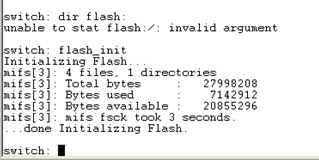 switch: dir flash:
unable to stat flash:/: invalid argument
switch: flash_init
Initializing Flash...
mifs[3]: 4 files, 1 directories
mifs[3]: Total bytes     :   27998208
mifs[3]: Bytes used      :    7142912
mifs[3]: Bytes available :   20855296
mifs[3]: mifs fsck took 3 seconds.
...done Initializing Flash.
switch: